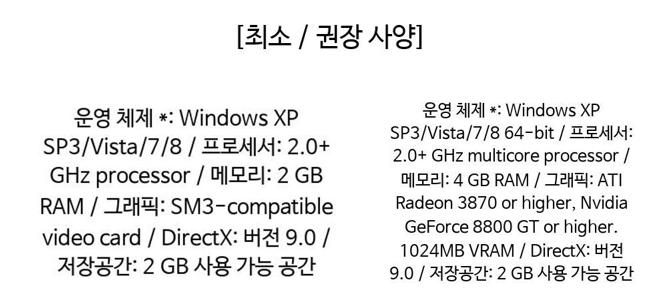 [최소 / 권장 사양]
운영 체제 *: Windows XP
SP3/Vista/7/8 / 프로세서: 2.0+
GHz processor / 메모리: 2 GB
RAM / 그래픽: SM3-compatible
video card / DirectX: 버전 9.0 /
저장공간: 2 GB 사용 가능 공간
운영 체제 *: Windows XP
SP3/Vista/7/8 64-bit / 프로세서:
2.0+ GHz multicore processor /
메모리: 4 GB RAM / 그래픽: ATI
Radeon 3870 or higher, Nvidia
GeForce 8800 GT or higher.
1024MB VRAM / DirectX: 버전
9.0 / 저장공간: 2 GB 사용 가능 공간